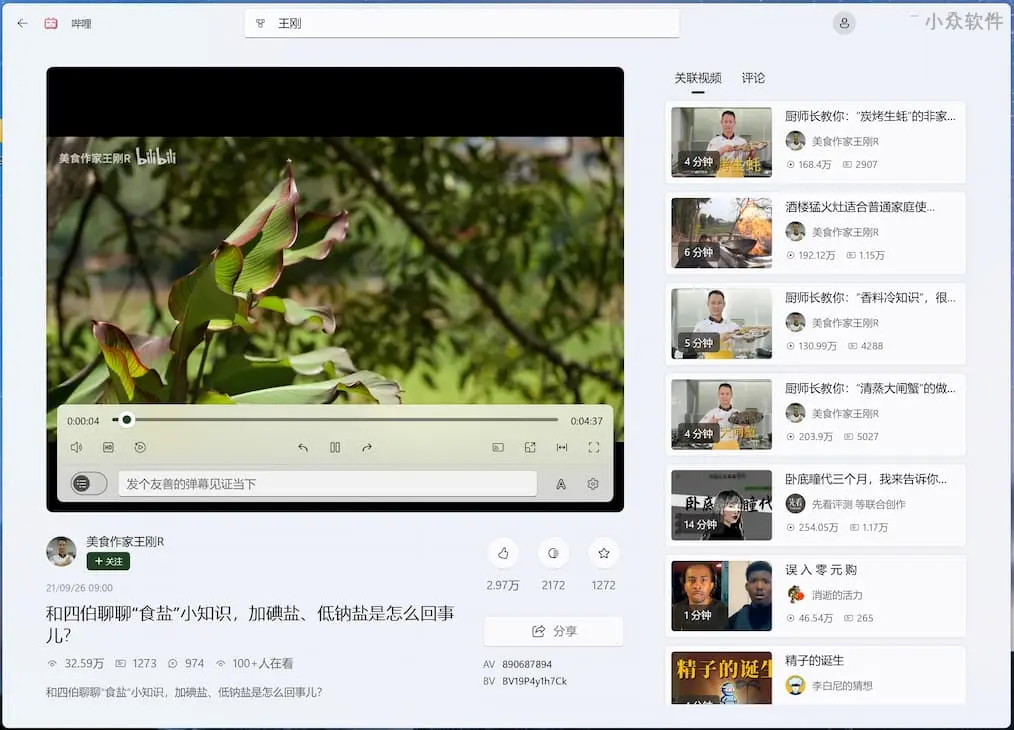 哔哩
王刚
小众软件
美食作家王刚R bilibili
0:00:04
0:04:37
发个友善的弹幕见证当下
美食作家王刚R
+ 关注
21/09/26 09:00
和四伯聊聊“食盐”小知识，加碘盐、低钠盐是怎么回事
儿？
32.59万 1273 974 100+人在看
和四伯聊聊“食盐”小知识，加碘盐、低钠盐是怎么回事儿？
2.97万 2172 1272
分享
AV 890687894
BV BV19P4y1h7Ck
关联视频 评论
厨师长教你：“炭烤生蚝”的非家...
美食作家王刚R
168.4万 2907
4 分钟
考生蚝
酒楼猛火灶适合普通家庭使...
美食作家王刚R
192.12万 1.15万
6 分钟
厨师长教你：“香料冷知识”，很...
美食作家王刚R
130.99万 4288
5 分钟
厨师长教你：“清蒸大闸蟹”的做...
美食作家王刚R
203.9万 5027
4 分钟
大闸蟹
卧底瞳代三个月，我来告诉你...
先看评测 等联合创作
254.05万 1.17万
14 分钟
卧底 瞳代
先看
误 入 零 元 购
消逝的活力
46.54万 265
1 分钟
精子的诞生
李白尼的猜想
精子的诞生